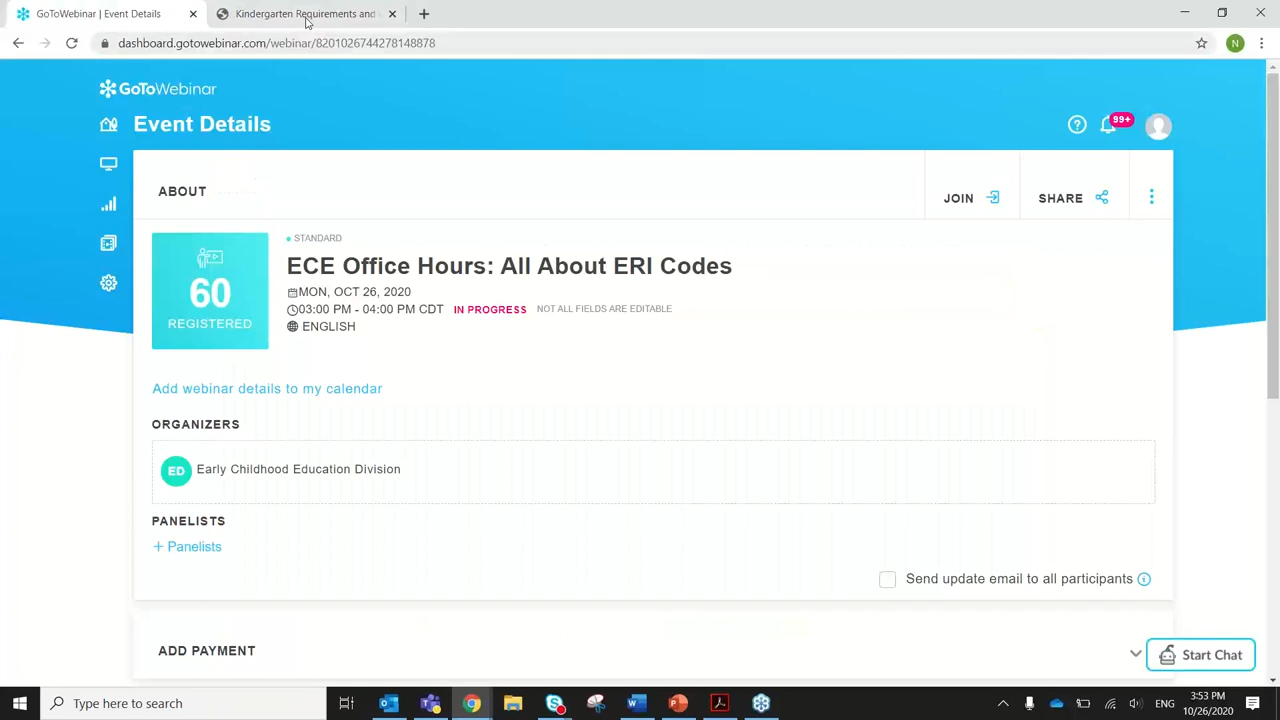 GoToWebinar | Event Details
Kindergarten Requirements and
dashboard.gotowebinar.com/webinar/8201026744278148878
N
GoToWebinar
Event Details
99+
ABOUT
JOIN
SHARE
STANDARD
60
REGISTERED
ECE Office Hours: All About ERI Codes
MON, OCT 26, 2020
03:00 PM - 04:00 PM CDT IN PROGRESS NOT ALL FIELDS ARE EDITABLE
ENGLISH
Add webinar details to my calendar
ORGANIZERS
ED Early Childhood Education Division
PANELISTS
+ Panelists
Send update email to all participants
ADD PAYMENT
Start Chat
Type here to search
ENG
3:53 PM
10/26/2020